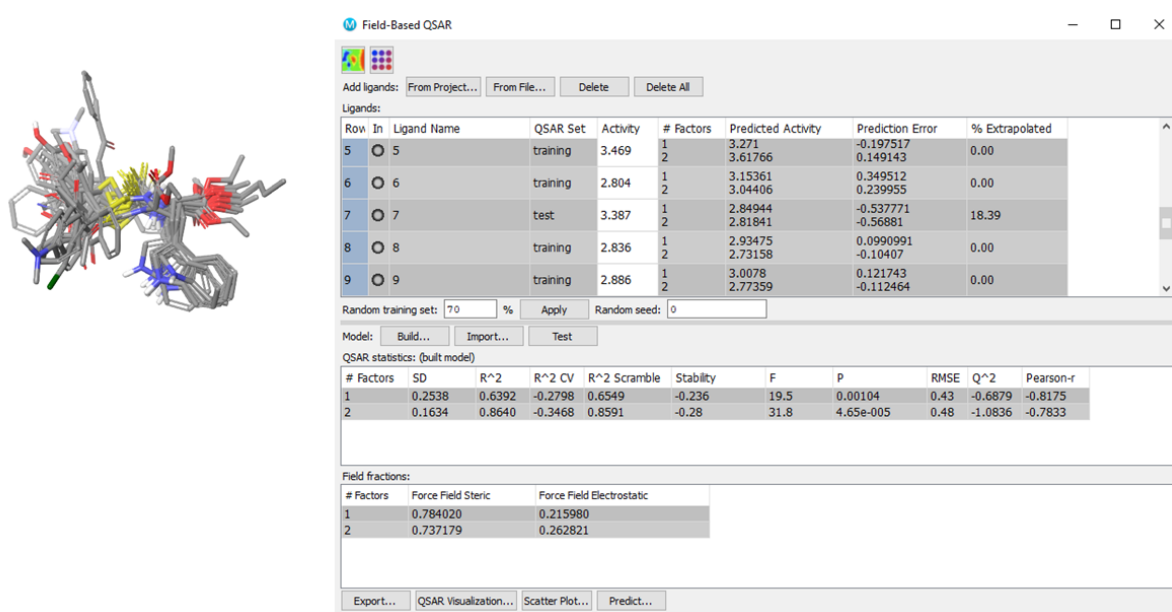 M Field-Based QSAR
Add ligands: From Project... From File... Delete Delete All
Ligands:
Row In Ligand Name QSAR Set Activity # Factors Predicted Activity Prediction Error % Extrapolated
5 5 training 3.469 1 3.271 -0.197517 0.00
2 3.61766 0.149143
6 6 training 2.804 1 3.15361 0.349512 0.00
2 3.04406 0.239955
7 7 test 3.387 1 2.84944 -0.537771 18.39
2 2.81841 -0.56881
8 8 training 2.836 1 2.93475 0.0990991 0.00
2 2.73158 -0.10407
9 9 training 2.886 1 3.0078 0.121743 0.00
2 2.77359 -0.112464
Random training set: 70 % Apply Random seed: 0
Model: Build... Import... Test
QSAR statistics: (built model)
# Factors SD R^2 R^2 CV R^2 Scramble Stability F P RMSE Q^2 Pearson-r
1 0.2538 0.6392 -0.2798 0.6549 -0.236 19.5 0.00104 0.43 -0.6879 -0.8175
2 0.1634 0.8640 -0.3468 0.8591 -0.28 31.8 4.65e-005 0.48 -1.0836 -0.7833
Field fractions:
# Factors Force Field Steric Force Field Electrostatic
1 0.784020 0.215980
2 0.737179 0.262821
Export... QSAR Visualization... Scatter Plot... Predict...